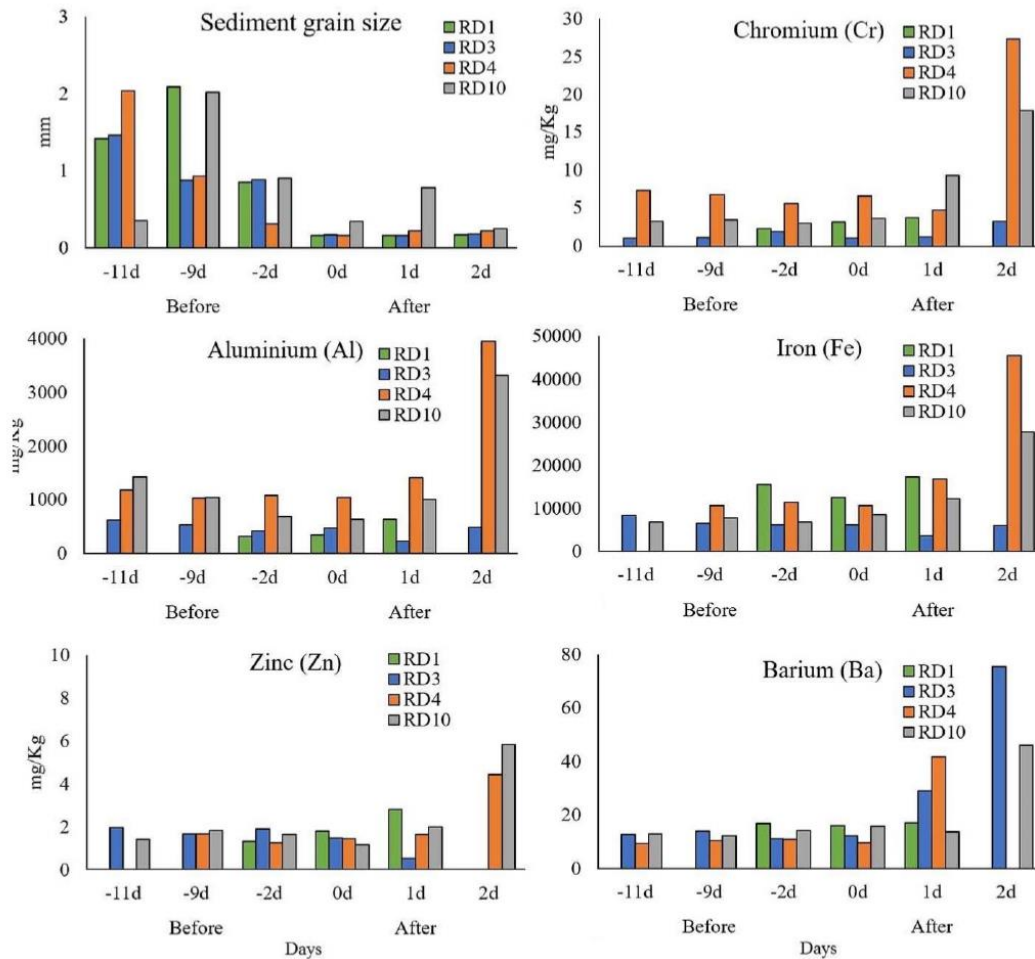 Sediment grain size
3
2
1
0
mm
RD1
RD3
RD4
RD10
-11d -9d -2d 0d 1d 2d
Before After
Chromium (Cr)
30
25
20
15
10
5
0
mg/Kg
RD1
RD3
RD4
RD10
-11d -9d -2d 0d 1d 2d
Before After
Aluminium (Al)
4000
3000
2000
1000
0
mg/Kg
RD1
RD3
RD4
RD10
-11d -9d -2d 0d 1d 2d
Before After
Iron (Fe)
50000
40000
30000
20000
10000
0
RD1
RD3
RD4
RD10
-11d -9d -2d 0d 1d 2d
Before After
Zinc (Zn)
10
8
6
4
2
0
mg/Kg
RD1
RD3
RD4
RD10
-11d -9d -2d 0d 1d 2d
Before After
Days
Barium (Ba)
80
60
40
20
0
RD1
RD3
RD4
RD10
-11d -9d -2d 0d 1d 2d
Before After
Days